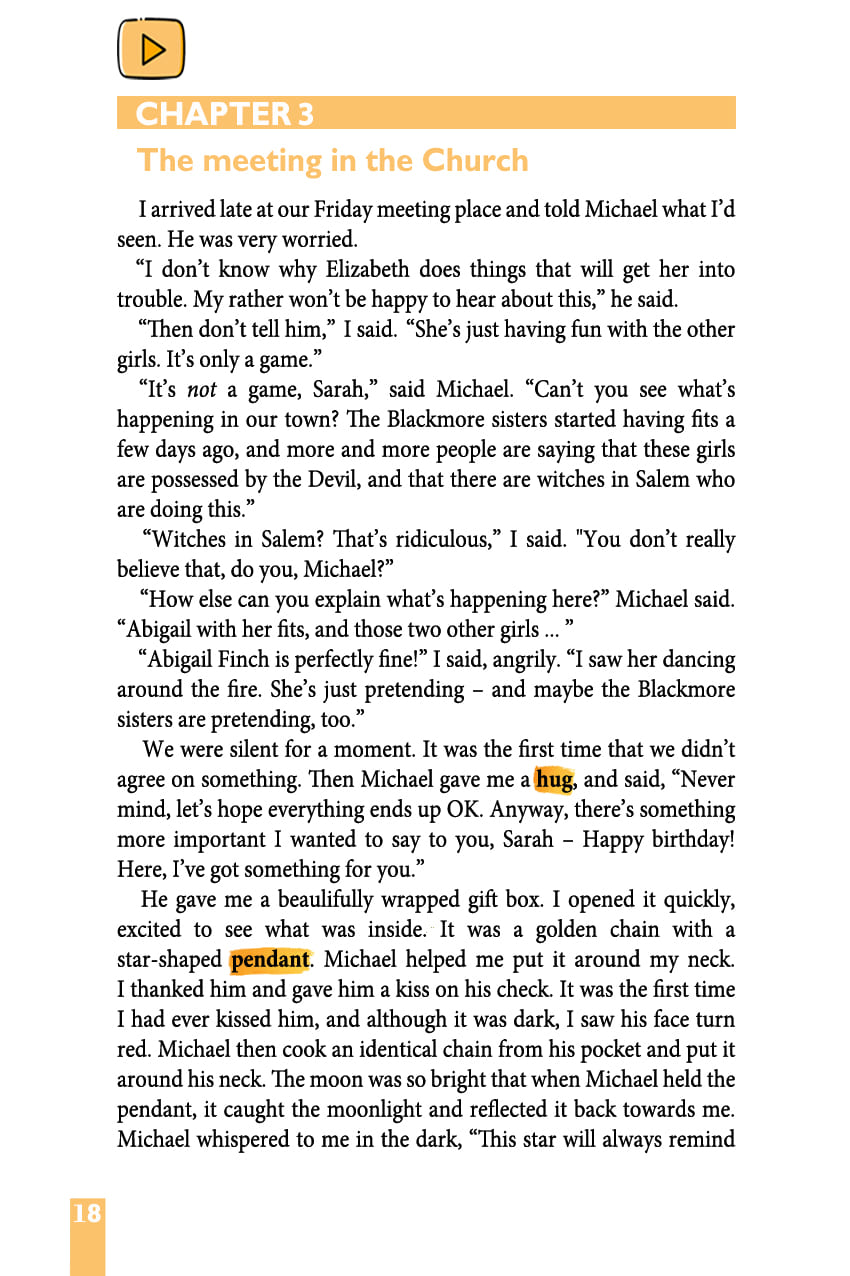 CHAPTER 3
The meeting in the Church
I arrived late at our Friday meeting place and told Michael what I’d
seen. He was very worried.
“I don’t know why Elizabeth does things that will get her into
trouble. My rather won’t be happy to hear about this,” he said.
“Then don’t tell him,” I said. “She’s just having fun with the other
girls. It’s only a game.”
“It’s not a game, Sarah,” said Michael. “Can’t you see what’s
happening in our town? The Blackmore sisters started having fits a
few days ago, and more and more people are saying that these girls
are possessed by the Devil, and that there are witches in Salem who
are doing this.”
“Witches in Salem? That’s ridiculous,” I said. "You don’t really
believe that, do you, Michael?”
“How else can you explain what’s happening here?” Michael said.
“Abigail with her fits, and those two other girls ... ”
“Abigail Finch is perfectly fine!” I said, angrily. “I saw her dancing
around the fire. She’s just pretending – and maybe the Blackmore
sisters are pretending, too.”
We were silent for a moment. It was the first time that we didn’t
agree on something. Then Michael gave me a hug, and said, “Never
mind, let’s hope everything ends up OK. Anyway, there’s something
more important I wanted to say to you, Sarah – Happy birthday!
Here, I’ve got something for you.”
He gave me a beaulifully wrapped gift box. I opened it quickly,
excited to see what was inside. It was a golden chain with a
star-shaped pendant. Michael helped me put it around my neck.
I thanked him and gave him a kiss on his check. It was the first time
I had ever kissed him, and although it was dark, I saw his face turn
red. Michael then cook an identical chain from his pocket and put it
around his neck. The moon was so bright that when Michael held the
pendant, it caught the moonlight and reflected it back towards me.
Michael whispered to me in the dark, “This star will always remind
18